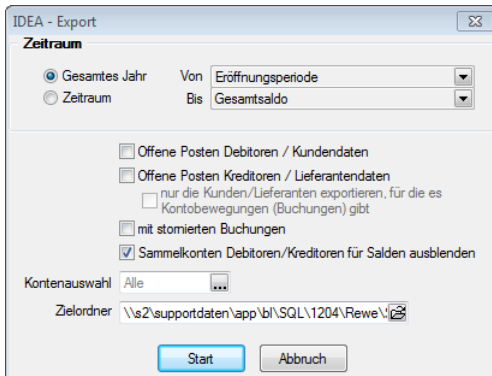 IDEA - Export
Zeitraum
Gesamtes Jahr Von Eröffnungsperiode
Zeitraum Bis Gesamtsaldo
Offene Posten Debitoren / Kundendaten
Offene Posten Kreditoren / Lieferantendaten
nur die Kunden/Lieferanten exportieren, für die es
Kontobewegungen (Buchungen) gibt
mit stornierten Buchungen
Sammelkonten Debitoren/Kreditoren für Salden ausblenden
Kontenauswahl Alle ...
Zielordner \\s2\supportdaten\app\bl\SQL\1204\Rewe\
Start Abbruch